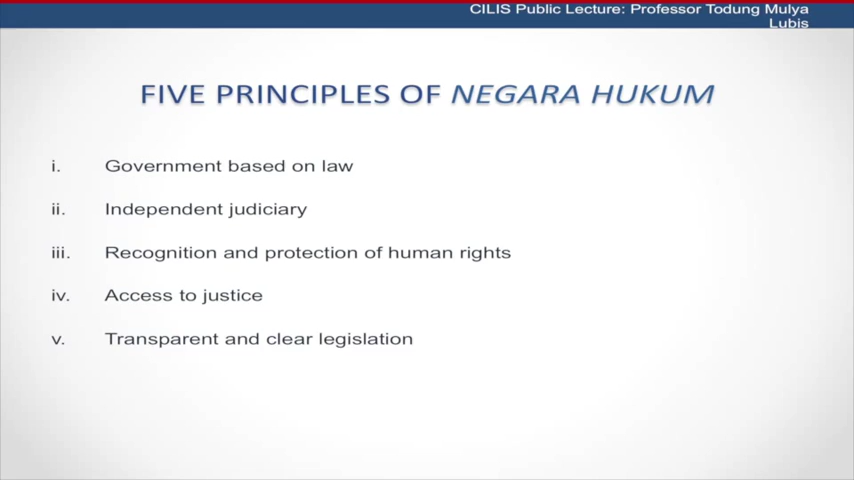 CILIS Public Lecture: Professor Todung Mulya
Lubis
FIVE PRINCIPLES OF NEGARA HUKUM
i. Government based on law
ii. Independent judiciary
iii. Recognition and protection of human rights
iv. Access to justice
v. Transparent and clear legislation